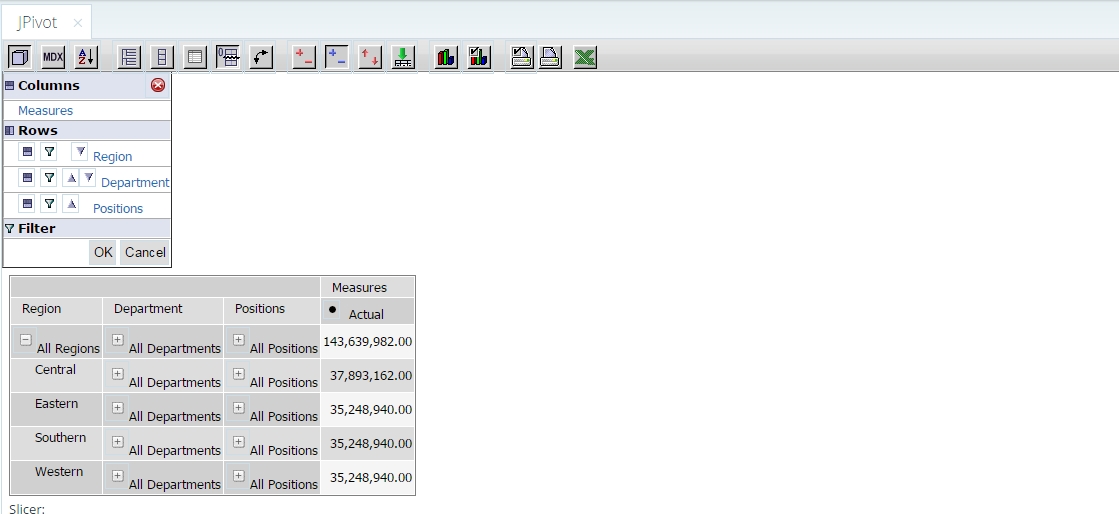 JPivot ×
MDX A Z
Columns
Measures
Rows
Region
Department
Positions
Filter
OK Cancel
Measures
Region Department Positions Actual
All Regions All Departments All Positions 143,639,982.00
Central All Departments All Positions 37,893,162.00
Eastern All Departments All Positions 35,248,940.00
Southern All Departments All Positions 35,248,940.00
Western All Departments All Positions 35,248,940.00
Slicer: